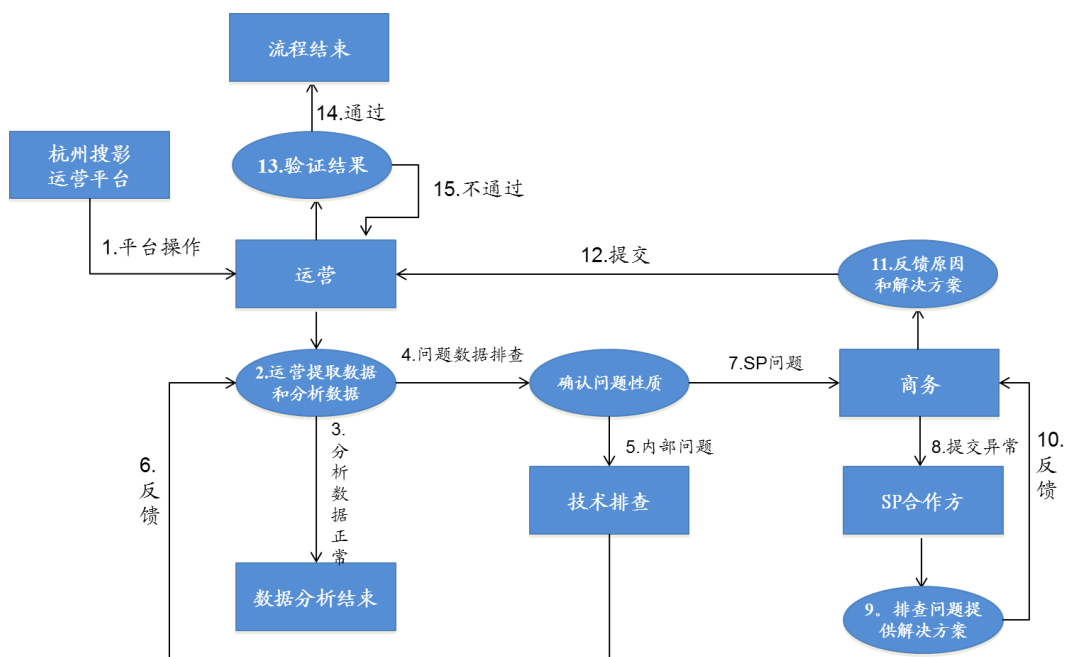 流程结束
14.通过
杭州搜影
运营平台
13.验证结果
15.不通过
1.平台操作
运营
12.提交
11.反馈原因
和解决方案
2.运营提取数据
和分析数据
4.问题数据排查
确认问题性质
7.SP问题
商务
3.
分
析
数
据
正
常
5.内部问题
8.提交异常
10.
反
馈
6.
反
馈
技术排查
SP合作方
数据分析结束
9。排查问题提
供解决方案